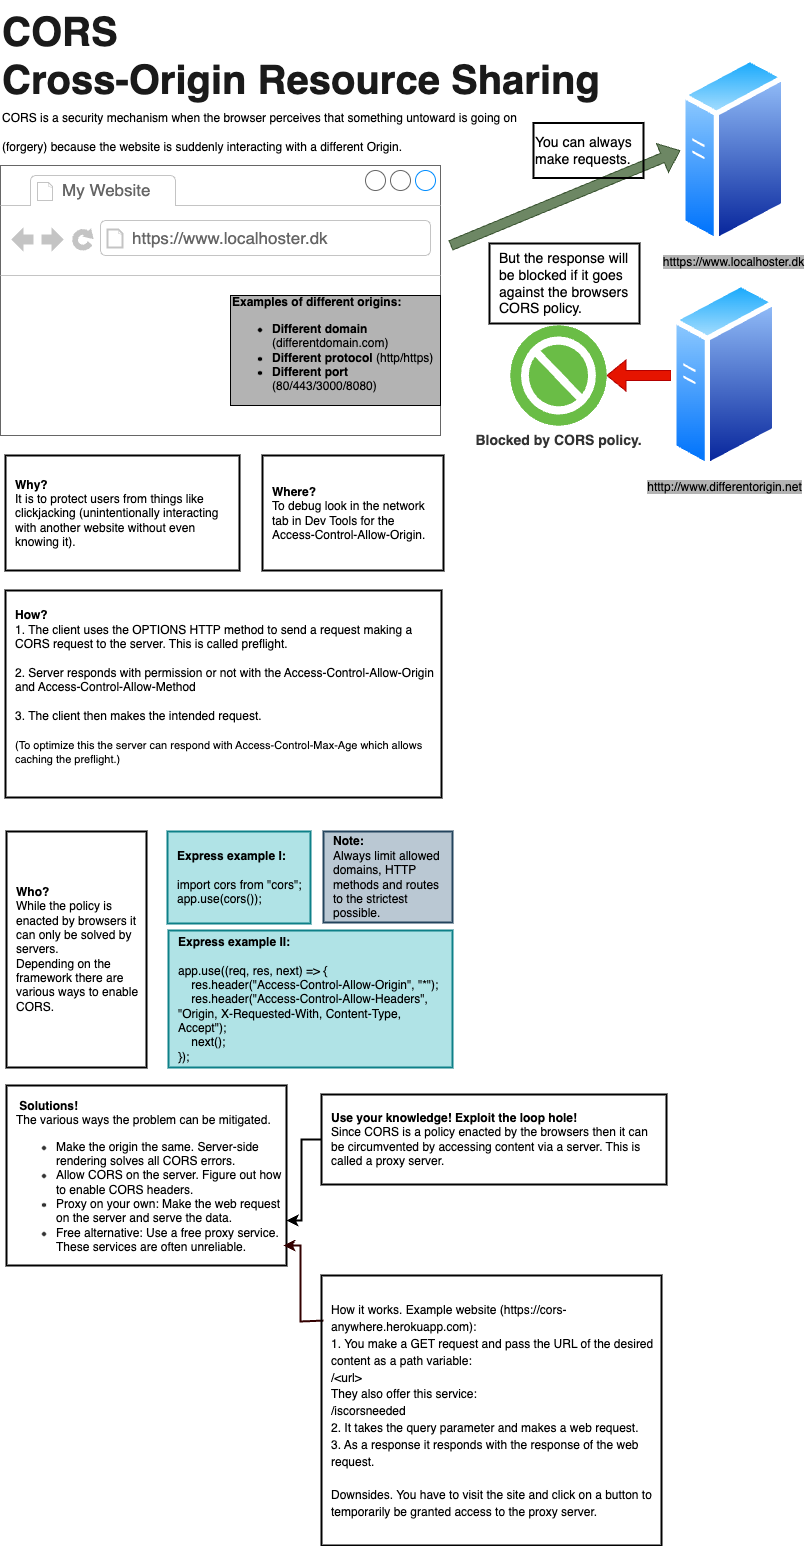 CORS
Cross-Origin Resource Sharing
CORS is a security mechanism when the browser perceives that something untoward is going on
(forgery) because the website is suddenly interacting with a different Origin.
You can always
make requests.
My Website
https://www.localhoster.dk
htttps://www.localhoster.dk
But the response will
be blocked if it goes
against the browsers
CORS policy.
Examples of different origins:
• Different domain
(differentdomain.com)
• Different protocol (http/https)
• Different port
(80/443/3000/8080)
Blocked by CORS policy.
htttp://www.differentorigin.net
Why?
It is to protect users from things like
clickjacking (unintentionally interacting
with another website without even
knowing it).
Where?
To debug look in the network
tab in Dev Tools for the
Access-Control-Allow-Origin.
How?
1. The client uses the OPTIONS HTTP method to send a request making a
CORS request to the server. This is called preflight.
2. Server responds with permission or not with the Access-Control-Allow-Origin
and Access-Control-Allow-Method
3. The client then makes the intended request.
(To optimize this the server can respond with Access-Control-Max-Age which allows
caching the preflight.)
Who?
While the policy is
enacted by browsers it
can only be solved by
servers.
Depending on the
framework there are
various ways to enable
CORS.
Express example I:
import cors from "cors";
app.use(cors());
Note:
Always limit allowed
domains, HTTP
methods and routes
to the strictest
possible.
Express example II:
app.use((req, res, next) => {
res.header("Access-Control-Allow-Origin", "*");
res.header("Access-Control-Allow-Headers",
"Origin, X-Requested-With, Content-Type,
Accept");
next();
});
Solutions!
The various ways the problem can be mitigated.
• Make the origin the same. Server-side
rendering solves all CORS errors.
• Allow CORS on the server. Figure out how
to enable CORS headers.
• Proxy on your own: Make the web request
on the server and serve the data.
• Free alternative: Use a free proxy service.
These services are often unreliable.
Use your knowledge! Exploit the loop hole!
Since CORS is a policy enacted by the browsers then it can
be circumvented by accessing content via a server. This is
called a proxy server.
How it works. Example website (https://cors-
anywhere.herokuapp.com):
1. You make a GET request and pass the URL of the desired
content as a path variable:
/<url>
They also offer this service:
/iscorsneeded
2. It takes the query parameter and makes a web request.
3. As a response it responds with the response of the web
request.
Downsides. You have to visit the site and click on a button to
temporarily be granted access to the proxy server.